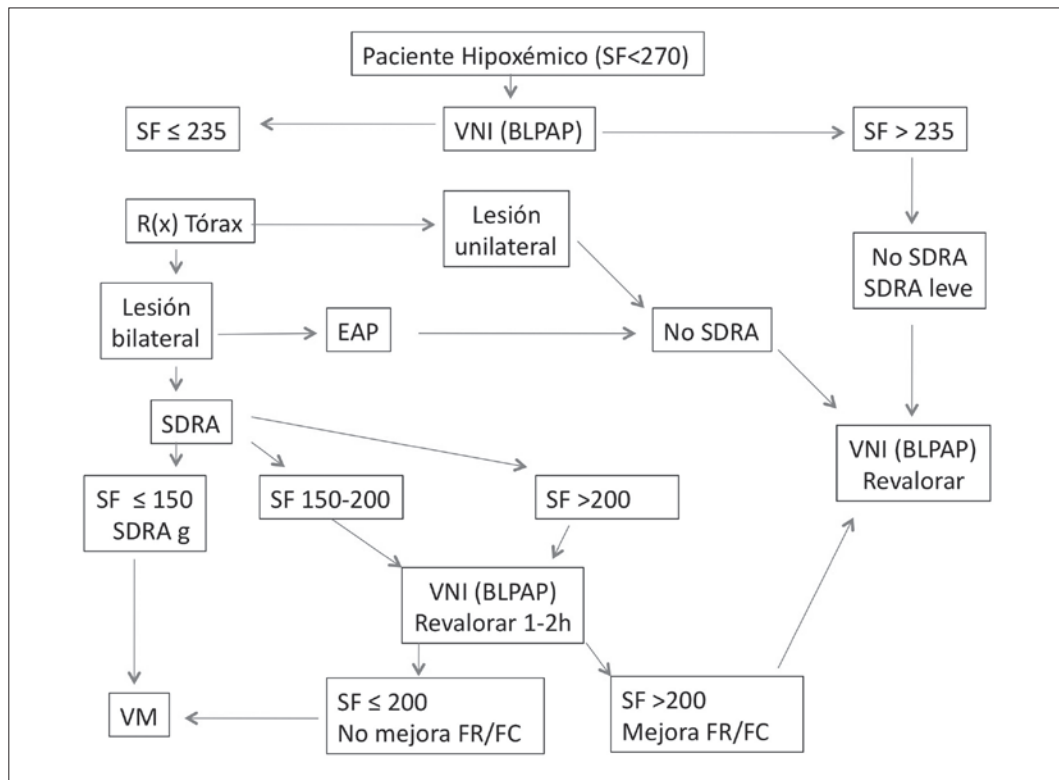 Paciente Hipoxémico (SF<270)
SF ≤ 235
VNI (BLPAP)
SF > 235
R(x) Tórax
Lesión
unilateral
No SDRA
SDRA leve
Lesión
bilateral
EAP
No SDRA
SDRA
VNI (BLPAP)
Revalorar
SF ≤ 150
SDRA g
SF 150-200
SF >200
VNI (BLPAP)
Revalorar 1-2h
VM
SF ≤ 200
No mejora FR/FC
SF >200
Mejora FR/FC